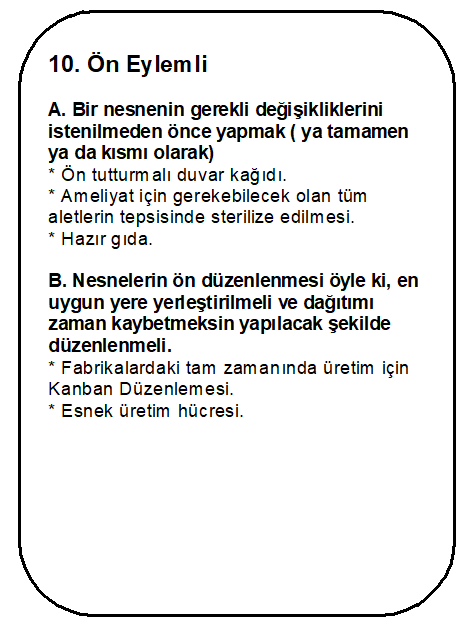 10. Ön Eylemli
A. Bir nesnenin gerekli değişikliklerini
istenilmeden önce yapmak ( ya tamamen
ya da kısmı olarak)
* Ön tutturmalı duvar kağıdı.
* Ameliyat için gerekebilecek olan tüm
aletlerin tepsisinde sterilize edilmesi.
* Hazır gıda.
B. Nesnelerin ön düzenlenmesi öyle ki, en
uygun yere yerleştirilmeli ve dağıtımı
zaman kaybetmeksin yapılacak şekilde
düzenlenmeli.
* Fabrikalardaki tam zamanında üretim için
Kanban Düzenlemesi.
* Esnek üretim hücresi.